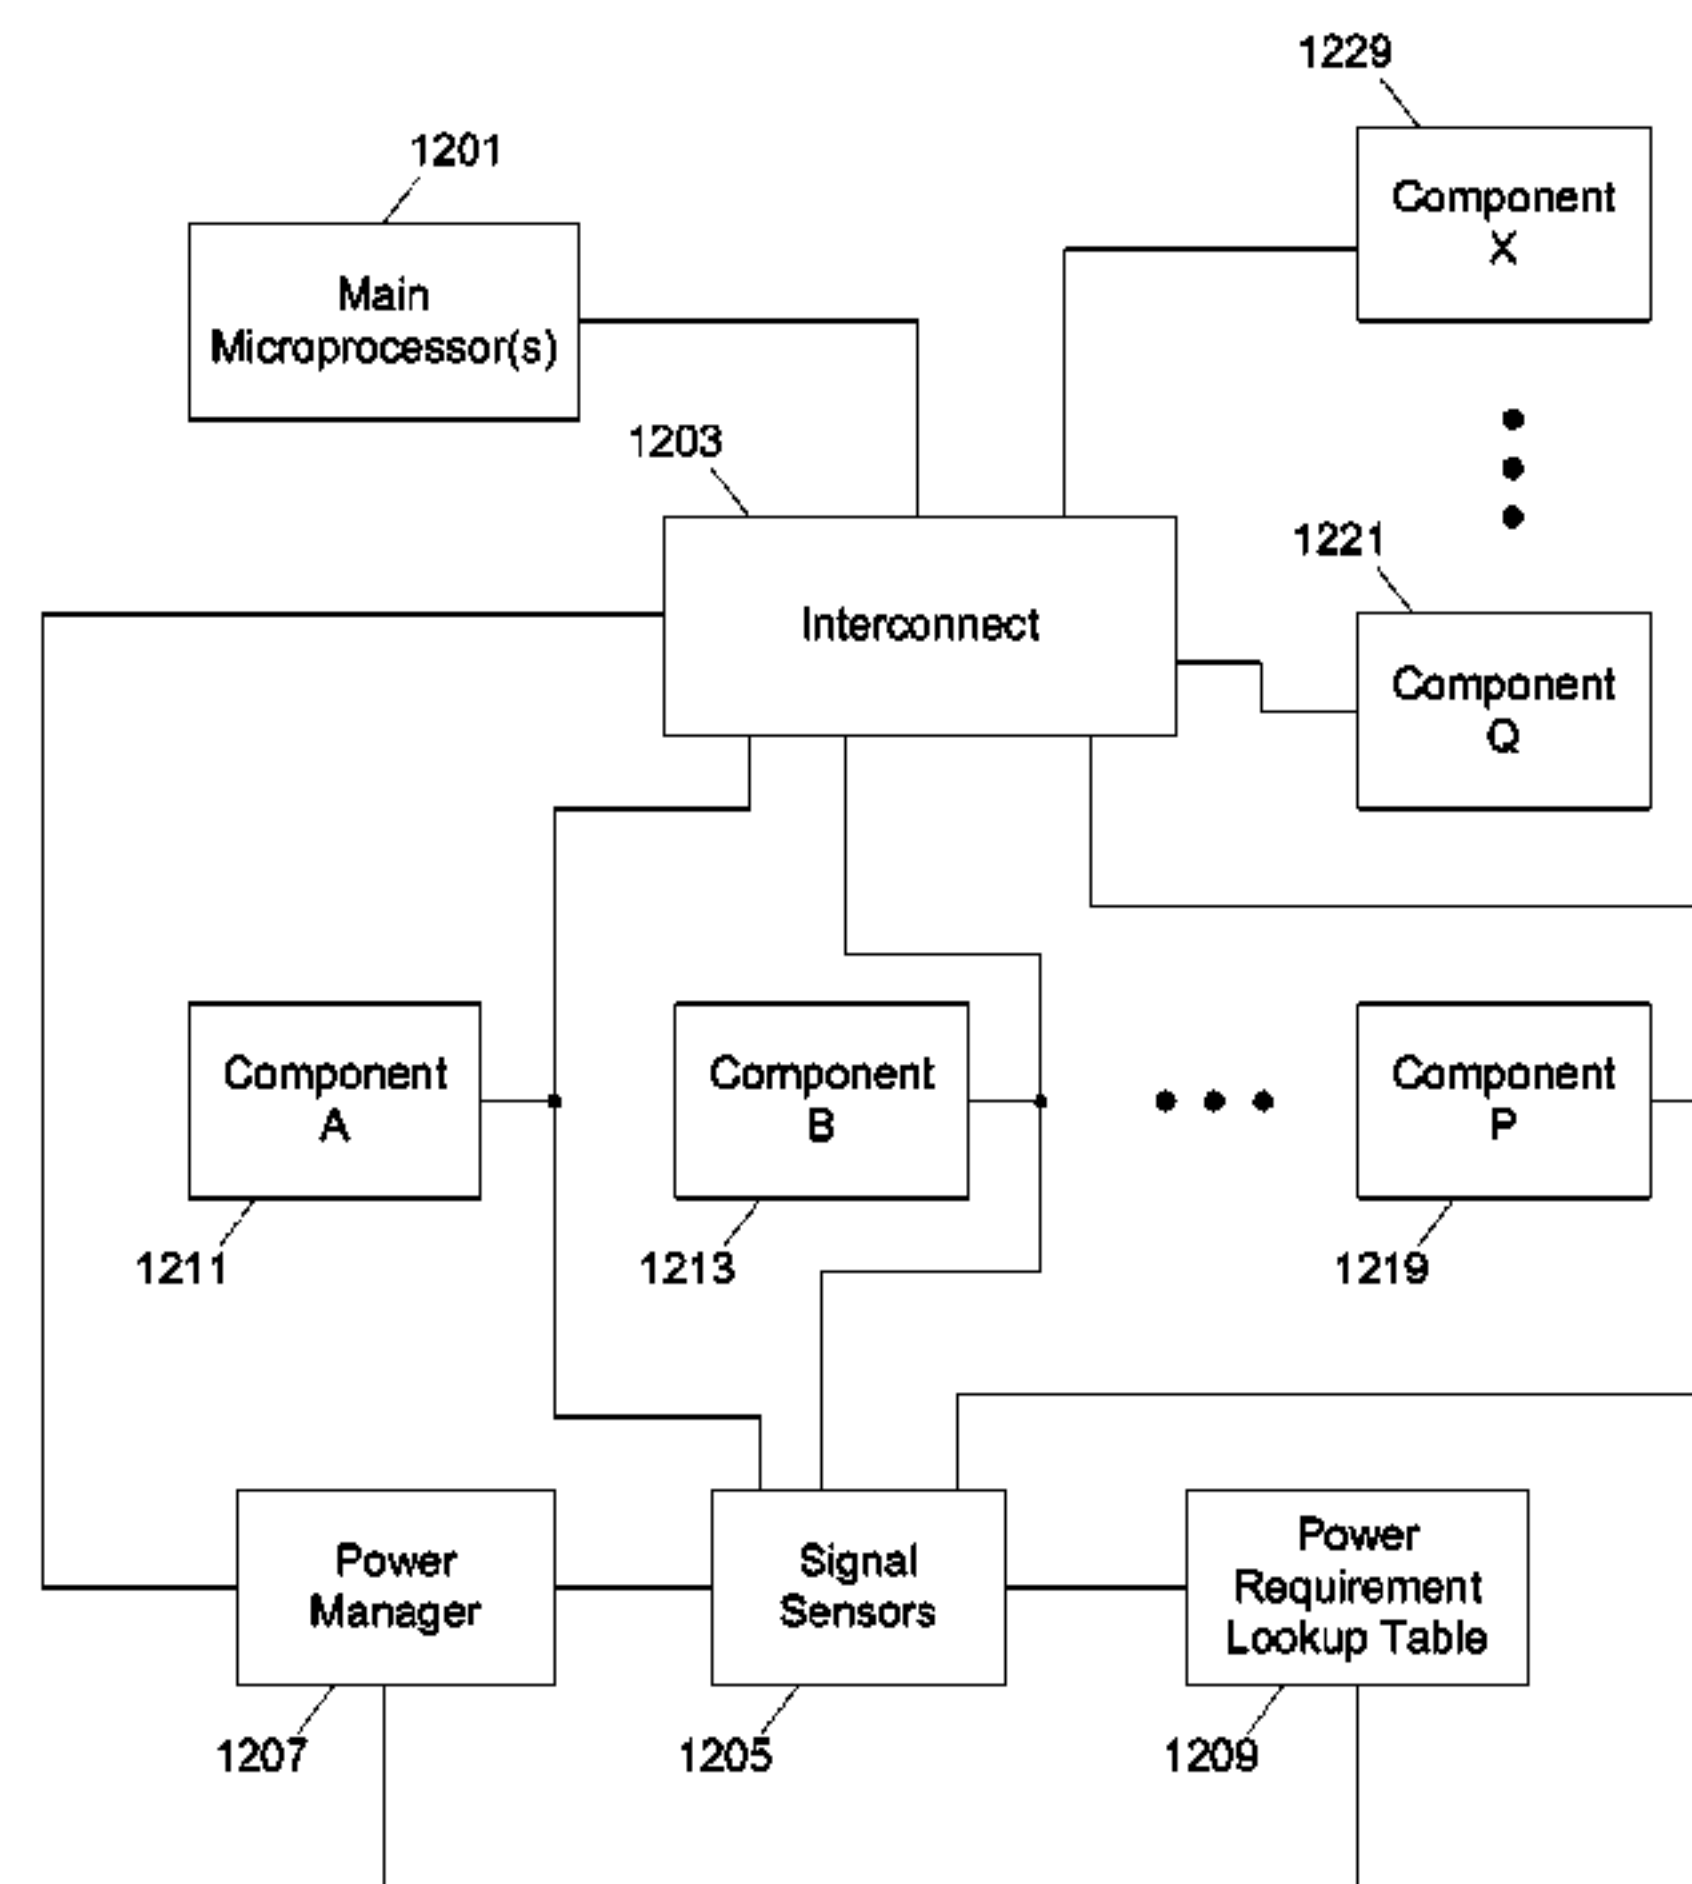 1229
Component
X
1201
Main
Microprocessor(s)
1203
Interconnect
1221
Component
Q
Component
A
1211
Component
B
1213
Component
P
1219
Power
Manager
1207
Signal
Sensors
1205
Power
Requirement
Lookup Table
1209